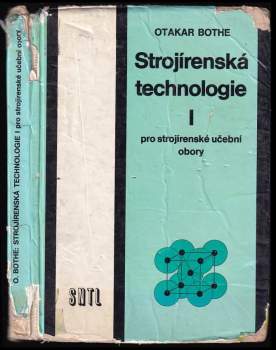 OTAKAR BOTHE
Strojírenská
technologie
I
pro strojírenské učební
obory
SNTL
O. BOTHE: STROJÍRENSKÁ TECHNOLOGIE I pro strojírenské učební obory